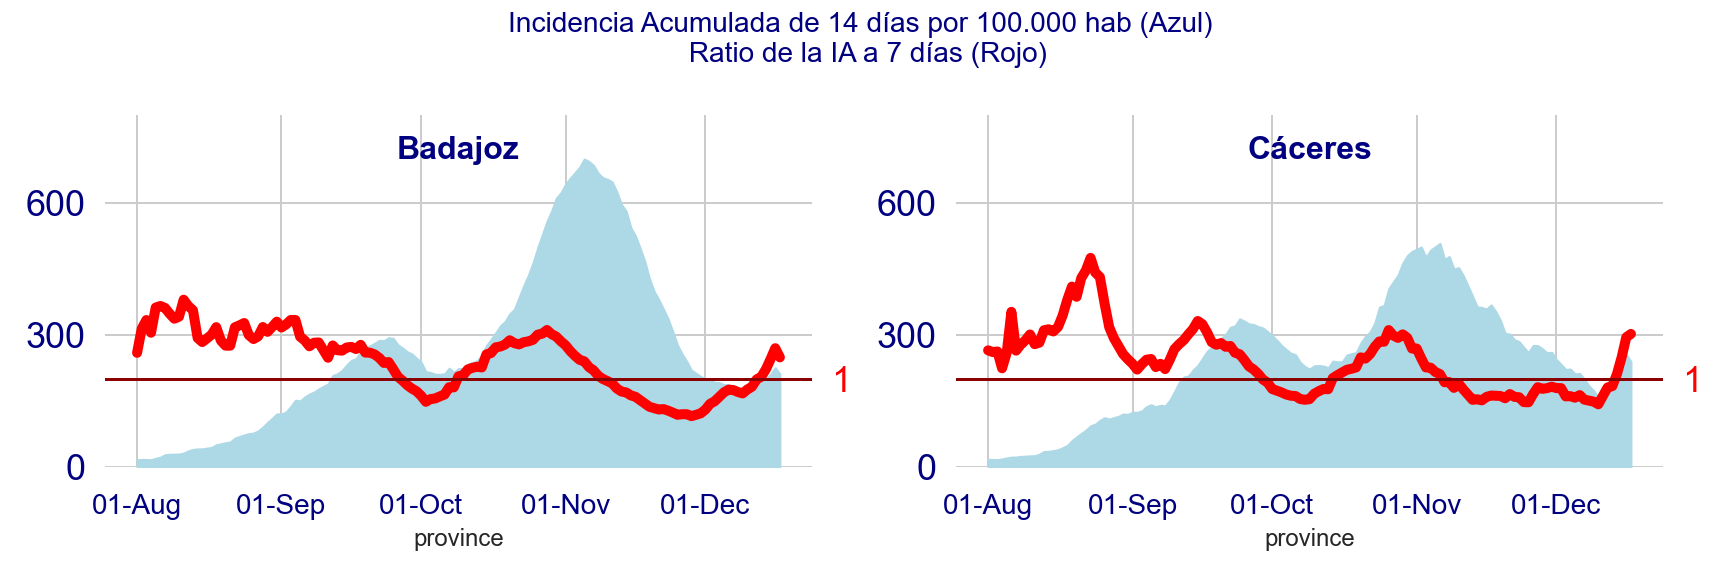 Incidencia Acumulada de 14 días por 100.000 hab (Azul)
Ratio de la IA a 7 días (Rojo)
Badajoz
600
300
0
1
01-Aug
01-Sep
01-Oct
01-Nov
01-Dec
province
Cáceres
600
300
0
1
01-Aug
01-Sep
01-Oct
01-Nov
01-Dec
province